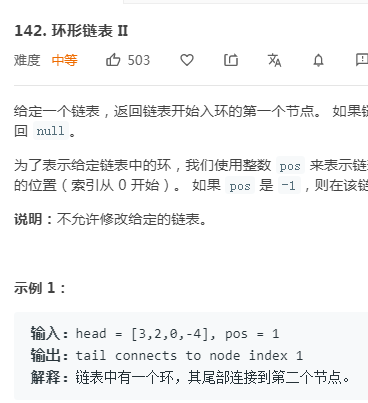 142. 环形链表 II
难度 中等 503
给定一个链表，返回链表开始入环的第一个节点。 如果链
回 null。
为了表示给定链表中的环，我们使用整数 pos 来表示链
的位置（索引从 0 开始）。 如果 pos 是 -1，则在该链
说明：不允许修改给定的链表。
示例 1：
输入：head = [3,2,0,-4], pos = 1
输出：tail connects to node index 1
解释：链表中有一个环，其尾部连接到第二个节点。